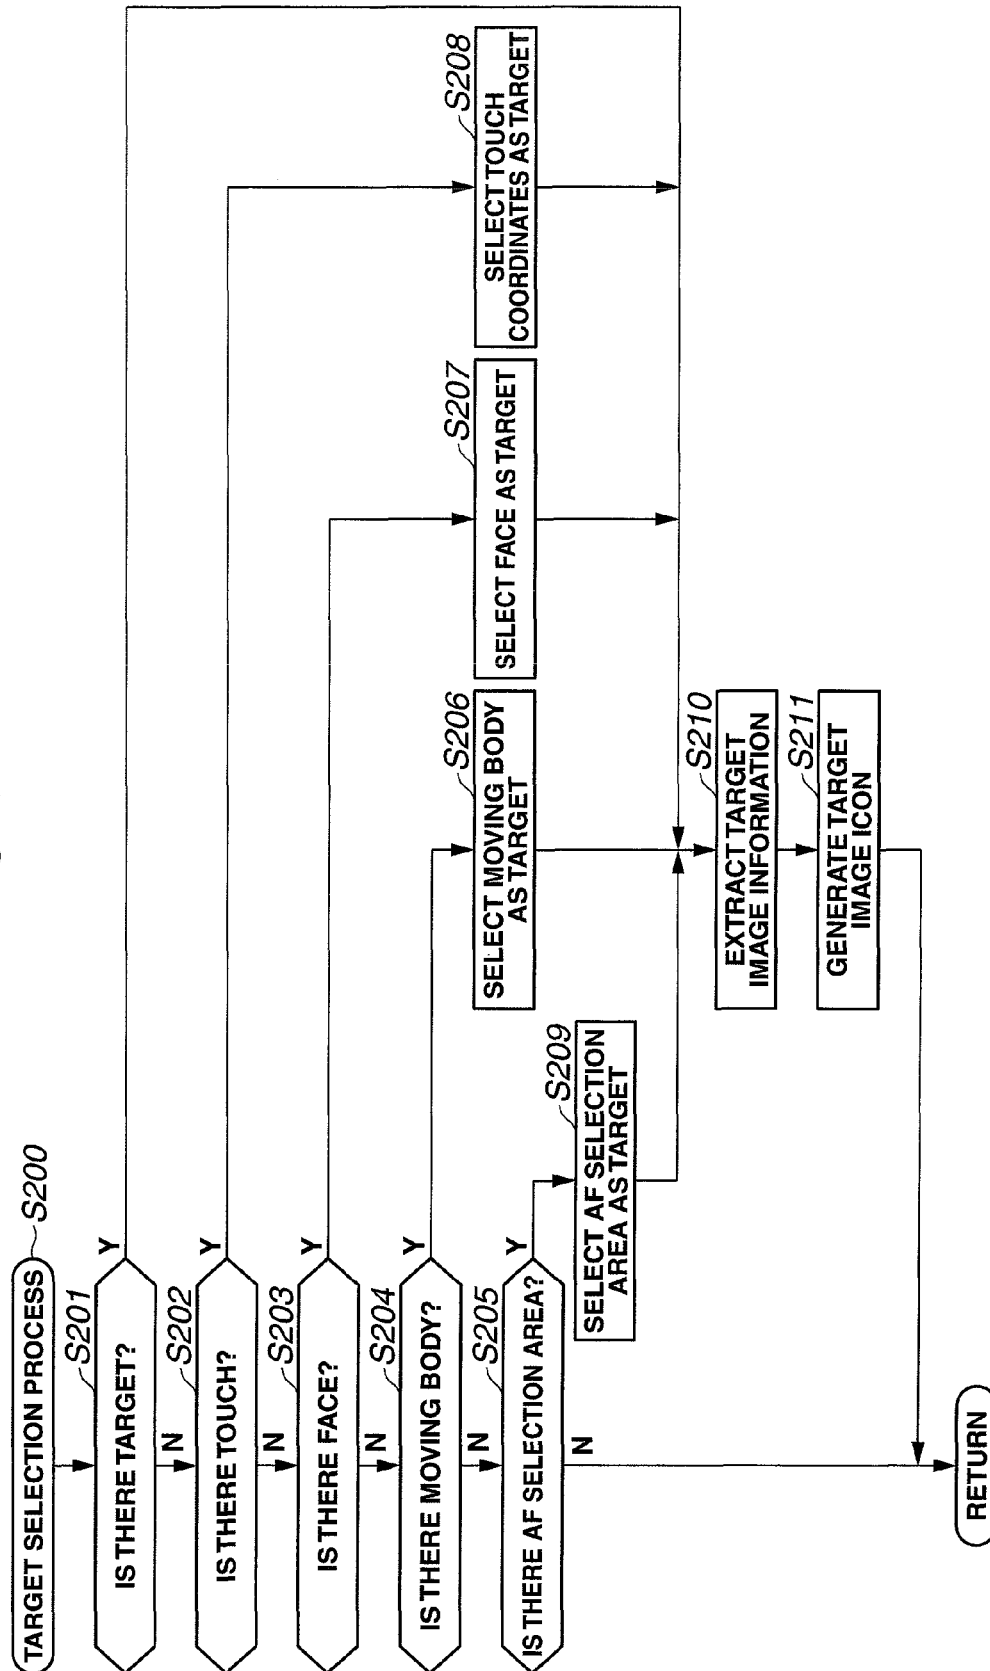 TARGET SELECTION PROCESS
S200
S201
IS THERE TARGET?
Y
N
S202
IS THERE TOUCH?
Y
N
S203
IS THERE FACE?
Y
N
S204
IS THERE MOVING BODY?
Y
N
S205
IS THERE AF SELECTION AREA?
Y
N
S206
SELECT MOVING BODY
AS TARGET
S207
SELECT FACE AS TARGET
S208
SELECT TOUCH
COORDINATES AS TARGET
S209
SELECT AF SELECTION
AREA AS TARGET
S210
EXTRACT TARGET
IMAGE INFORMATION
S211
GENERATE TARGET
IMAGE ICON
RETURN